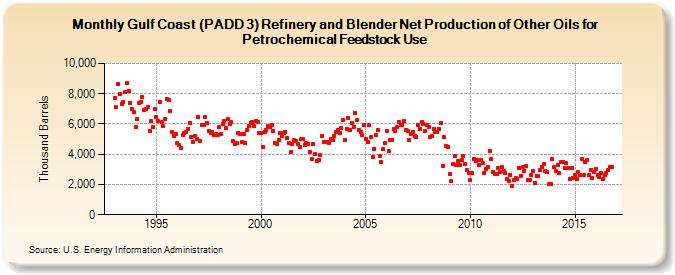 Monthly Gulf Coast (PADD 3) Refinery and Blender Net Production of Other Oils for
Petrochemical Feedstock Use
Thousand Barrels
10,000
8,000
6,000
4,000
2,000
0
1995
2000
2005
2010
2015
Source: U.S. Energy Information Administration